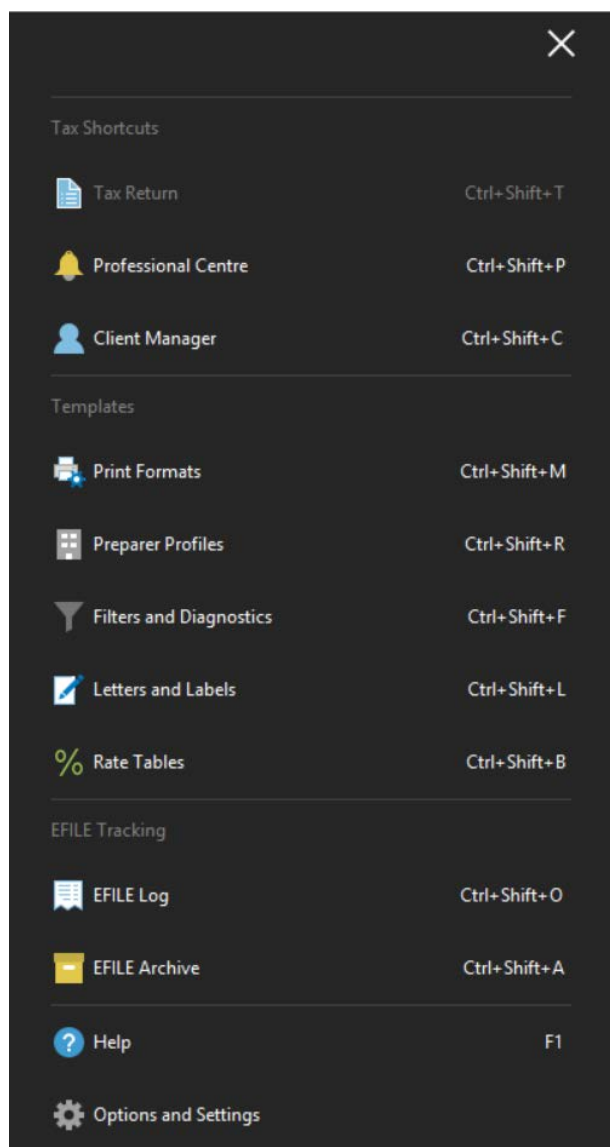 Tax Shortcuts
Tax Return Ctrl+Shift+T
Professional Centre Ctrl+Shift+P
Client Manager Ctrl+Shift+C
Templates
Print Formats Ctrl+Shift+M
Preparer Profiles Ctrl+Shift+R
Filters and Diagnostics Ctrl+Shift+F
Letters and Labels Ctrl+Shift+L
% Rate Tables Ctrl+Shift+B
EFILE Tracking
EFILE Log Ctrl+Shift+O
EFILE Archive Ctrl+Shift+A
? Help F1
Options and Settings